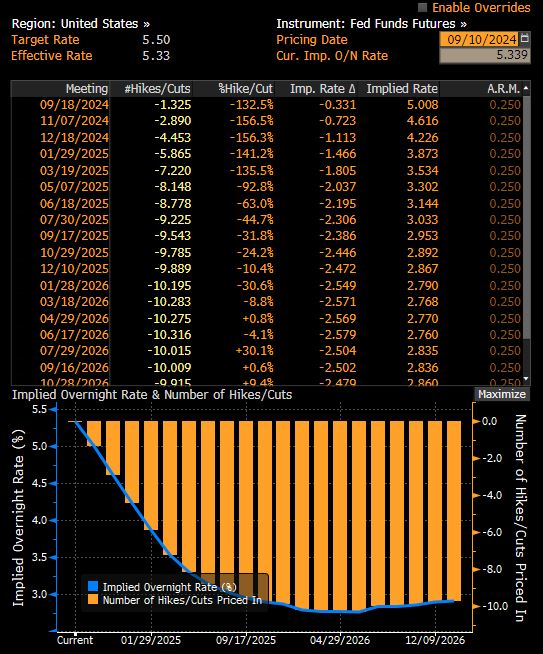 Enable Overrides
Region: United States » Instrument: Fed Funds Futures »
Target Rate 5.50 Pricing Date 09/10/2024
Effective Rate 5.33 Cur. Imp. O/N Rate 5.339
Meeting #Hikes/Cuts %Hike/Cut Imp. Rate Δ Implied Rate A.R.M.
09/18/2024 -1.325 -132.5% -0.331 5.008 0.250
11/07/2024 -2.890 -156.5% -0.723 4.616 0.250
12/18/2024 -4.453 -156.3% -1.113 4.226 0.250
01/29/2025 -5.865 -141.2% -1.466 3.873 0.250
03/19/2025 -7.220 -135.5% -1.805 3.534 0.250
05/07/2025 -8.148 -92.8% -2.037 3.302 0.250
06/18/2025 -8.778 -63.0% -2.195 3.144 0.250
07/30/2025 -9.225 -44.7% -2.306 3.033 0.250
09/17/2025 -9.543 -31.8% -2.386 2.953 0.250
10/29/2025 -9.785 -24.2% -2.446 2.892 0.250
12/10/2025 -9.889 -10.4% -2.472 2.867 0.250
01/28/2026 -10.195 -30.6% -2.549 2.790 0.250
03/18/2026 -10.283 -8.8% -2.571 2.768 0.250
04/29/2026 -10.275 +0.8% -2.569 2.770 0.250
06/17/2026 -10.316 -4.1% -2.579 2.760 0.250
07/29/2026 -10.015 +30.1% -2.504 2.835 0.250
09/16/2026 -10.009 +0.6% -2.502 2.836 0.250
10/28/2026 -9.915 +9.4% -2.479 2.860 0.250
Implied Overnight Rate & Number of Hikes/Cuts Maximize
Implied Overnight Rate (%)
5.5
5.0
4.5
4.0
3.5
3.0
Implied Overnight Rate (%)
Number of Hikes/Cuts Priced In
0.0
-2.0
-4.0
-6.0
-8.0
-10.0
Number of Hikes/Cuts Priced In
Current 01/29/2025 09/17/2025 04/29/2026 12/09/2026